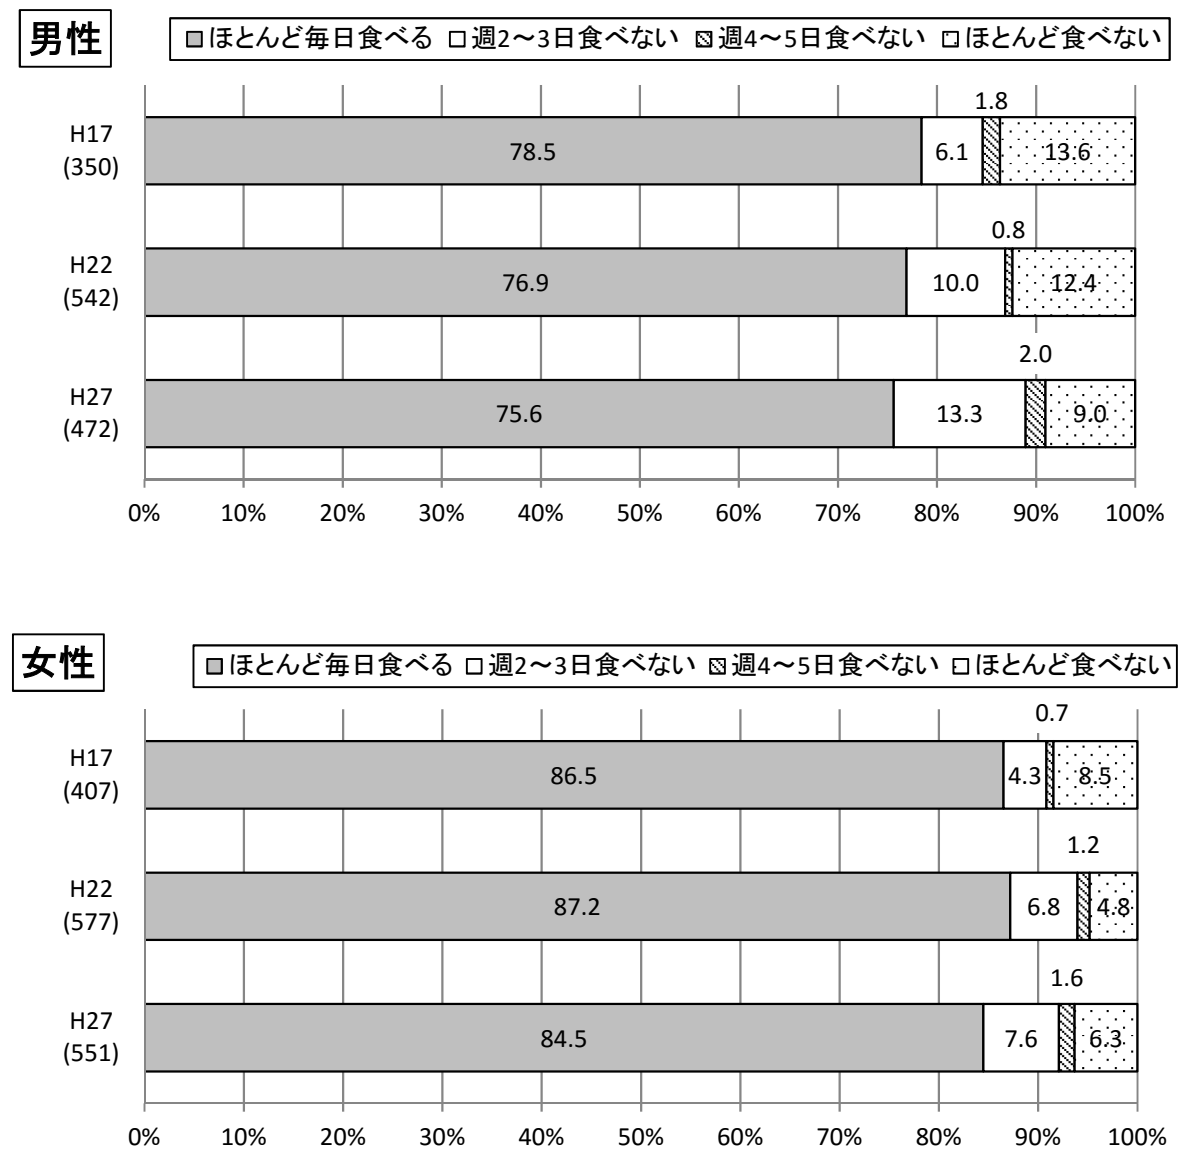 男性
ほとんど毎日食べる 週2～3日食べない 週4～5日食べない ほとんど食べない
1.8
H17
(350)
78.5 6.1 13.6
0.8
H22
(542)
76.9 10.0 12.4
2.0
H27
(472)
75.6 13.3 9.0
0% 10% 20% 30% 40% 50% 60% 70% 80% 90% 100%
女性
ほとんど毎日食べる 週2～3日食べない 週4～5日食べない ほとんど食べない
0.7
H17
(407)
86.5 4.3 8.5
1.2
H22
(577)
87.2 6.8 4.8
1.6
H27
(551)
84.5 7.6 6.3
0% 10% 20% 30% 40% 50% 60% 70% 80% 90% 100%